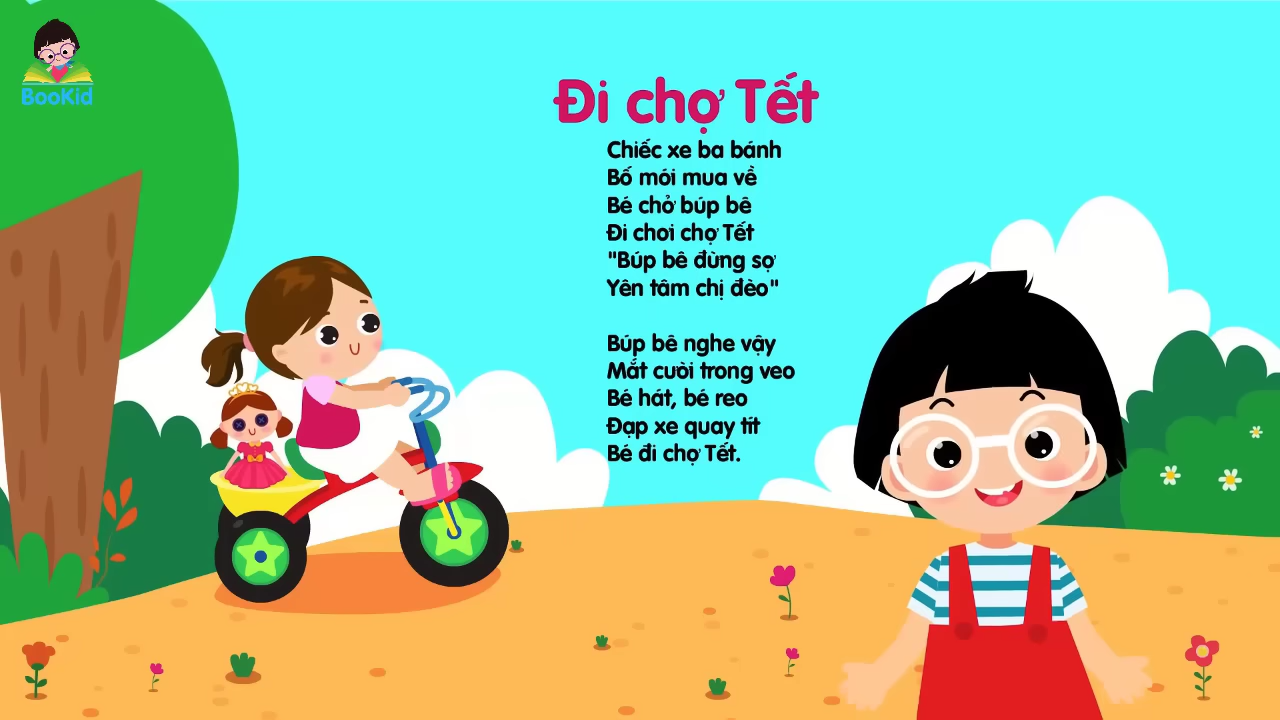 BooKid
Đi chợ Tết
Chiếc xe ba bánh
Bố mới mua về
Bé chở búp bê
Đi chơi chợ Tết
"Búp bê đừng sợ
Yên tâm chị đèo"
Búp bê nghe vậy
Mắt cười trong veo
Bé hát, bé reo
Đạp xe quay tít
Bé đi chợ Tết.